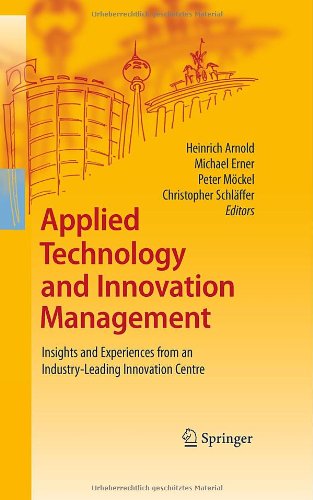 Urheberrechtlich geschütztes Material
Heinrich Arnold
Michael Erner
Peter Möckel
Christopher Schläffer
Editors
Applied
Technology
and Innovation
Management
Insights and Experiences from an
Industry-Leading Innovation Centre
Springer
Urheberrechtlich geschütztes Material